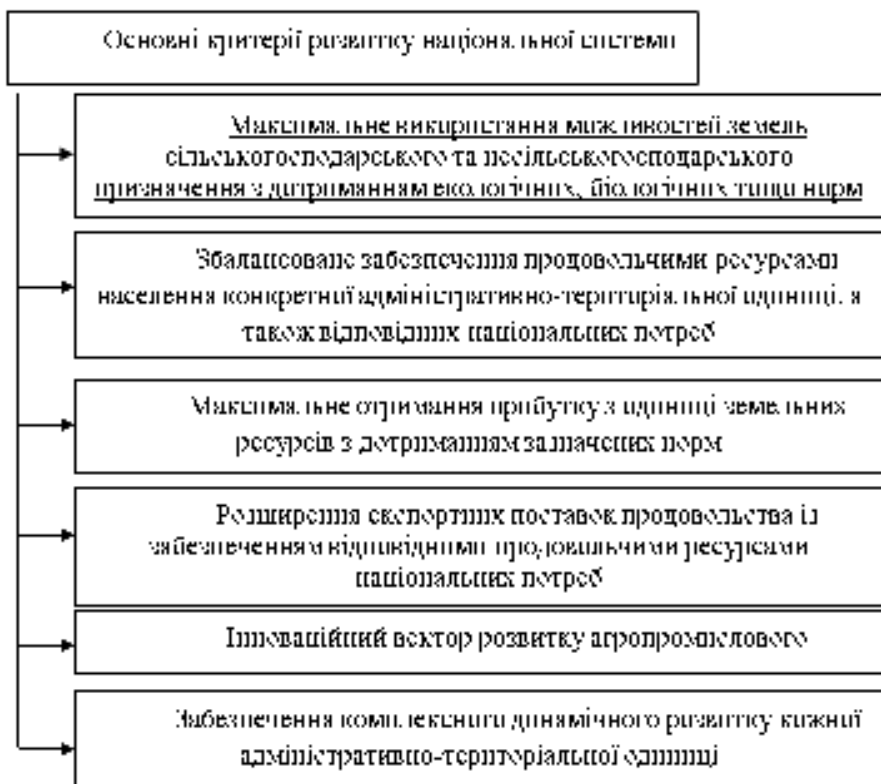 Основні критерії розвитку національної системи
Максимальне використання можливостей земель
сільськогосподарського та несільськогосподарського
призначення з дотриманням екологічних, біологічних тощо норм
Збалансоване забезпечення продовольчими ресурсами
населення конкретної адміністративно-територіальної одиниці, а
також відповідних національних потреб
Максимальне отримання прибутку з одиниці земельних
ресурсів з дотриманням зазначених норм
Розширення експортних поставок продовольства із
забезпеченням відповідними продовольчими ресурсами
національних потреб
Інноваційний вектор розвитку агропромислового
Забезпечення комплексного динамічного розвитку кожної
адміністративно-територіальної одиниці